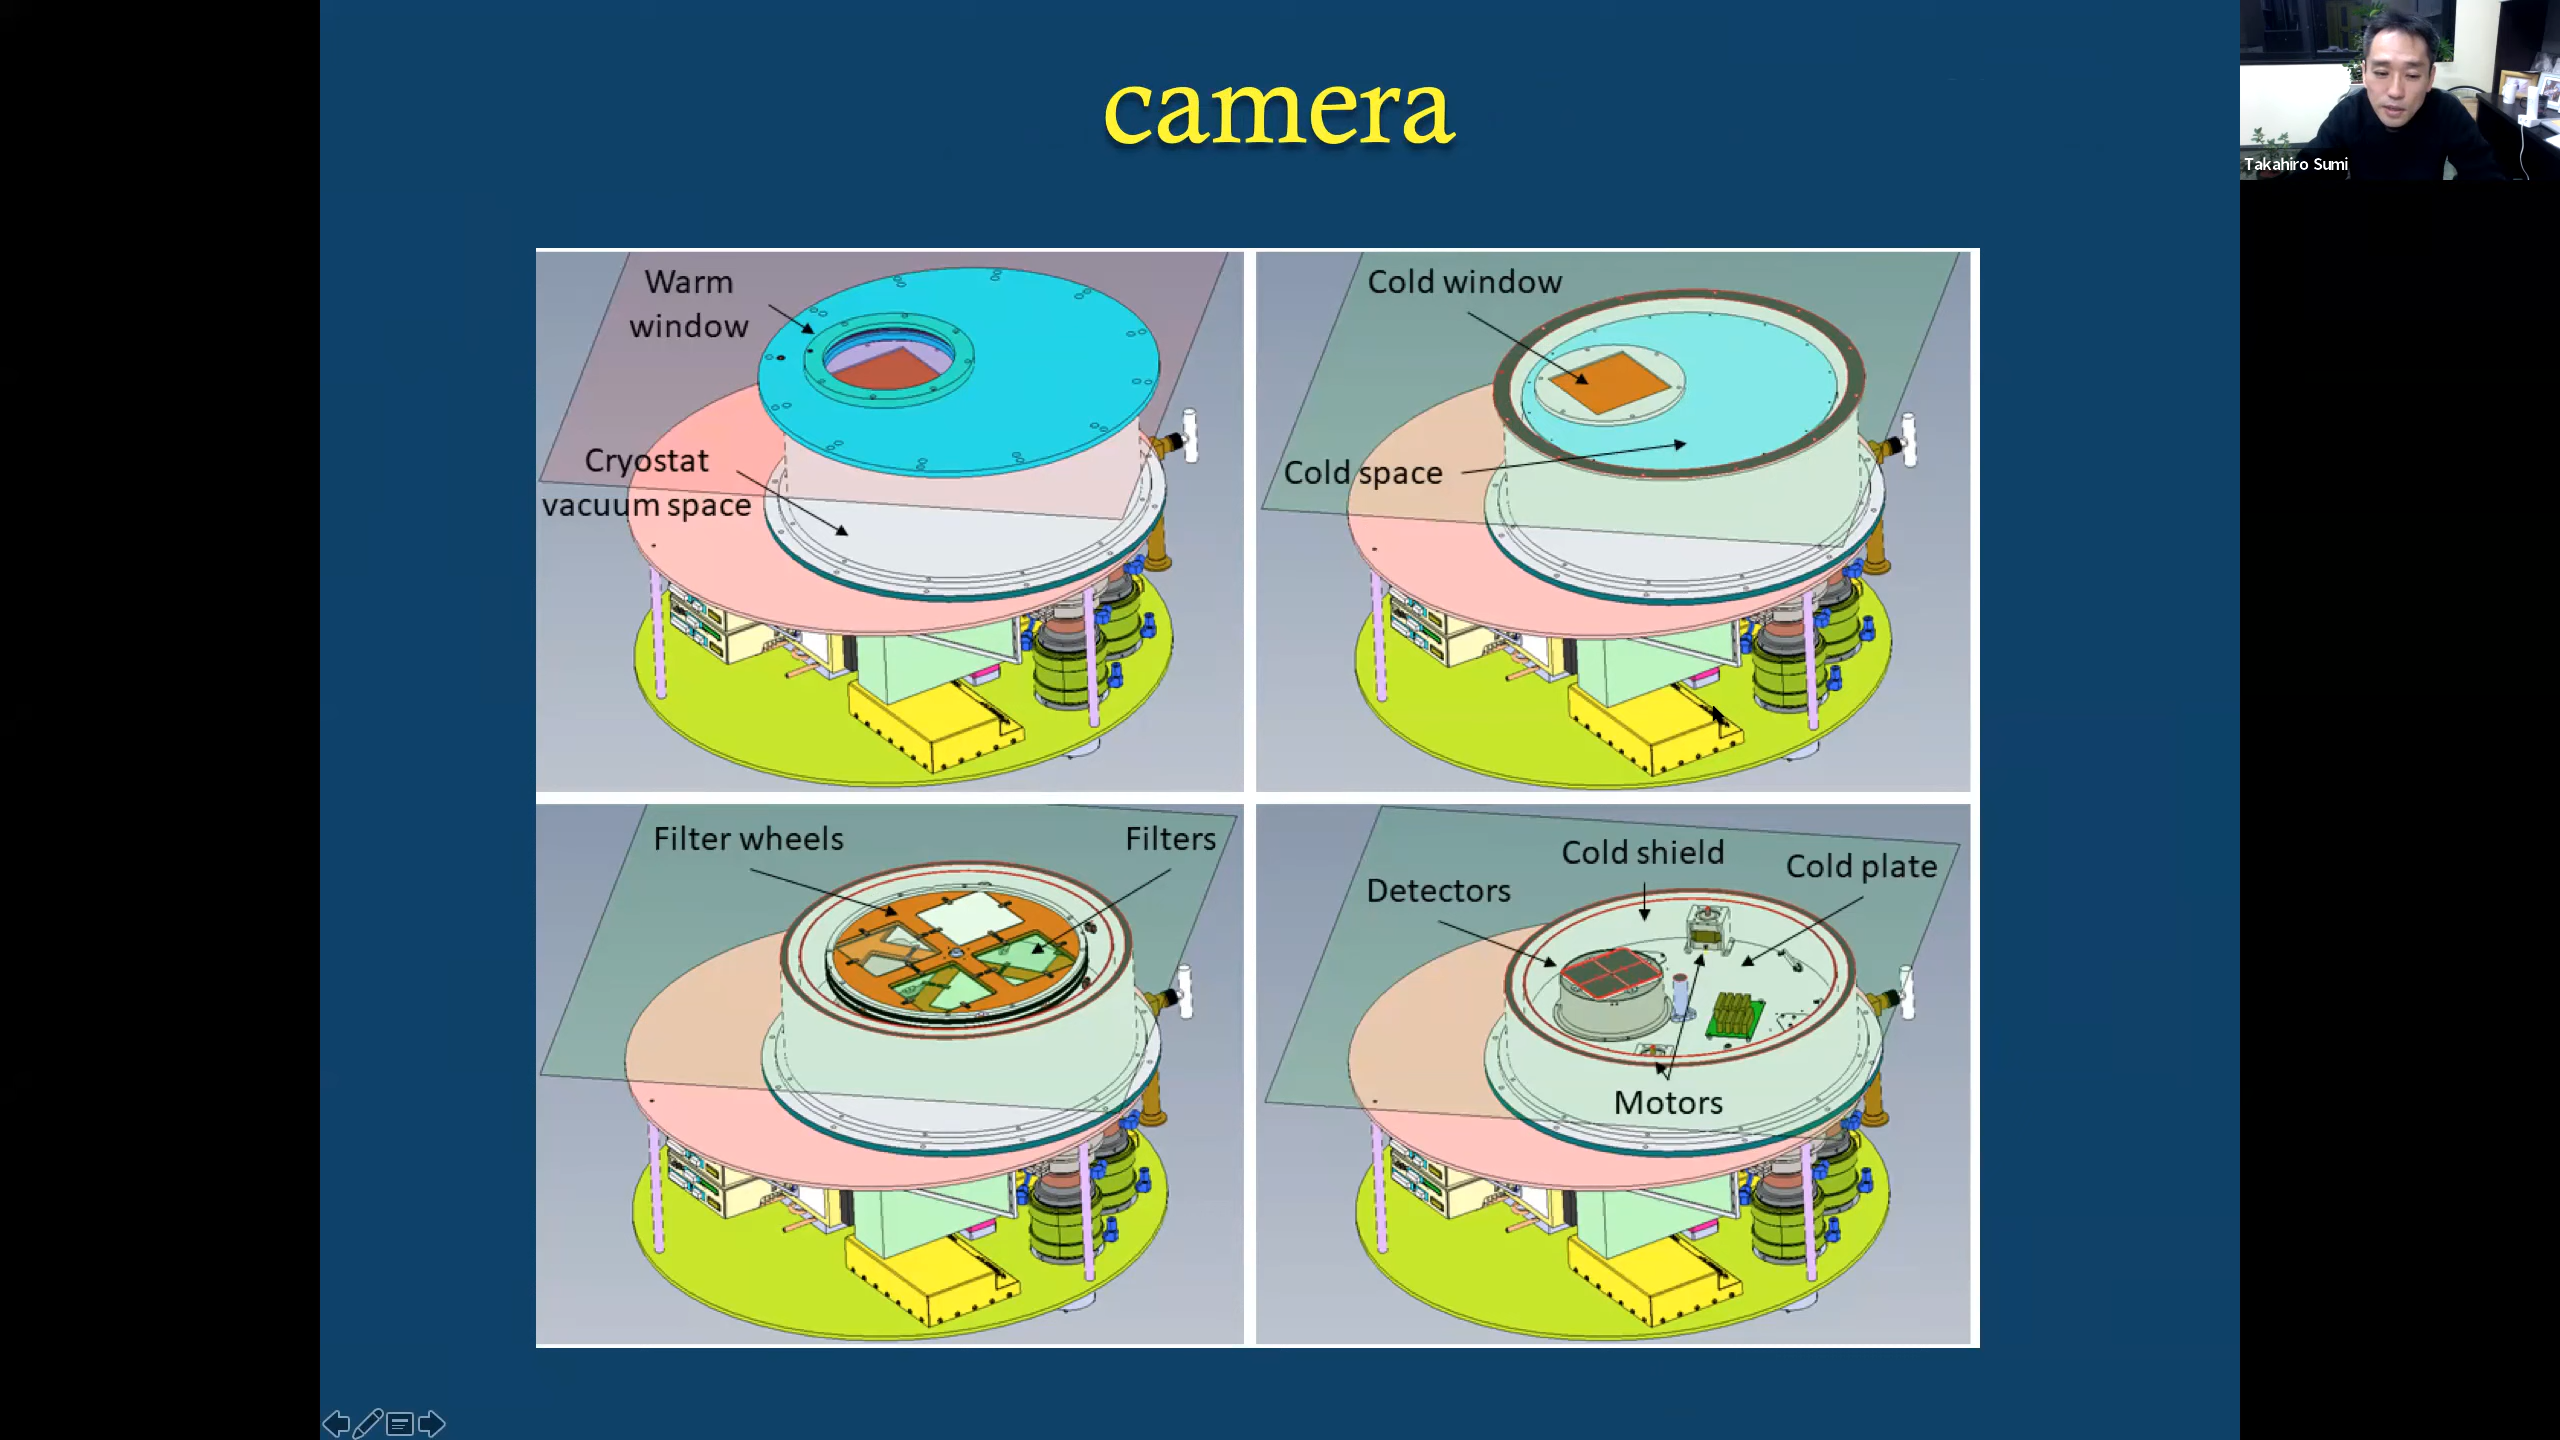 camera
Takahiro Sumi
Warm
window
Cryostat
vacuum space
Cold window
Cold space
Filter wheels
Filters
Cold shield
Cold plate
Detectors
Motors